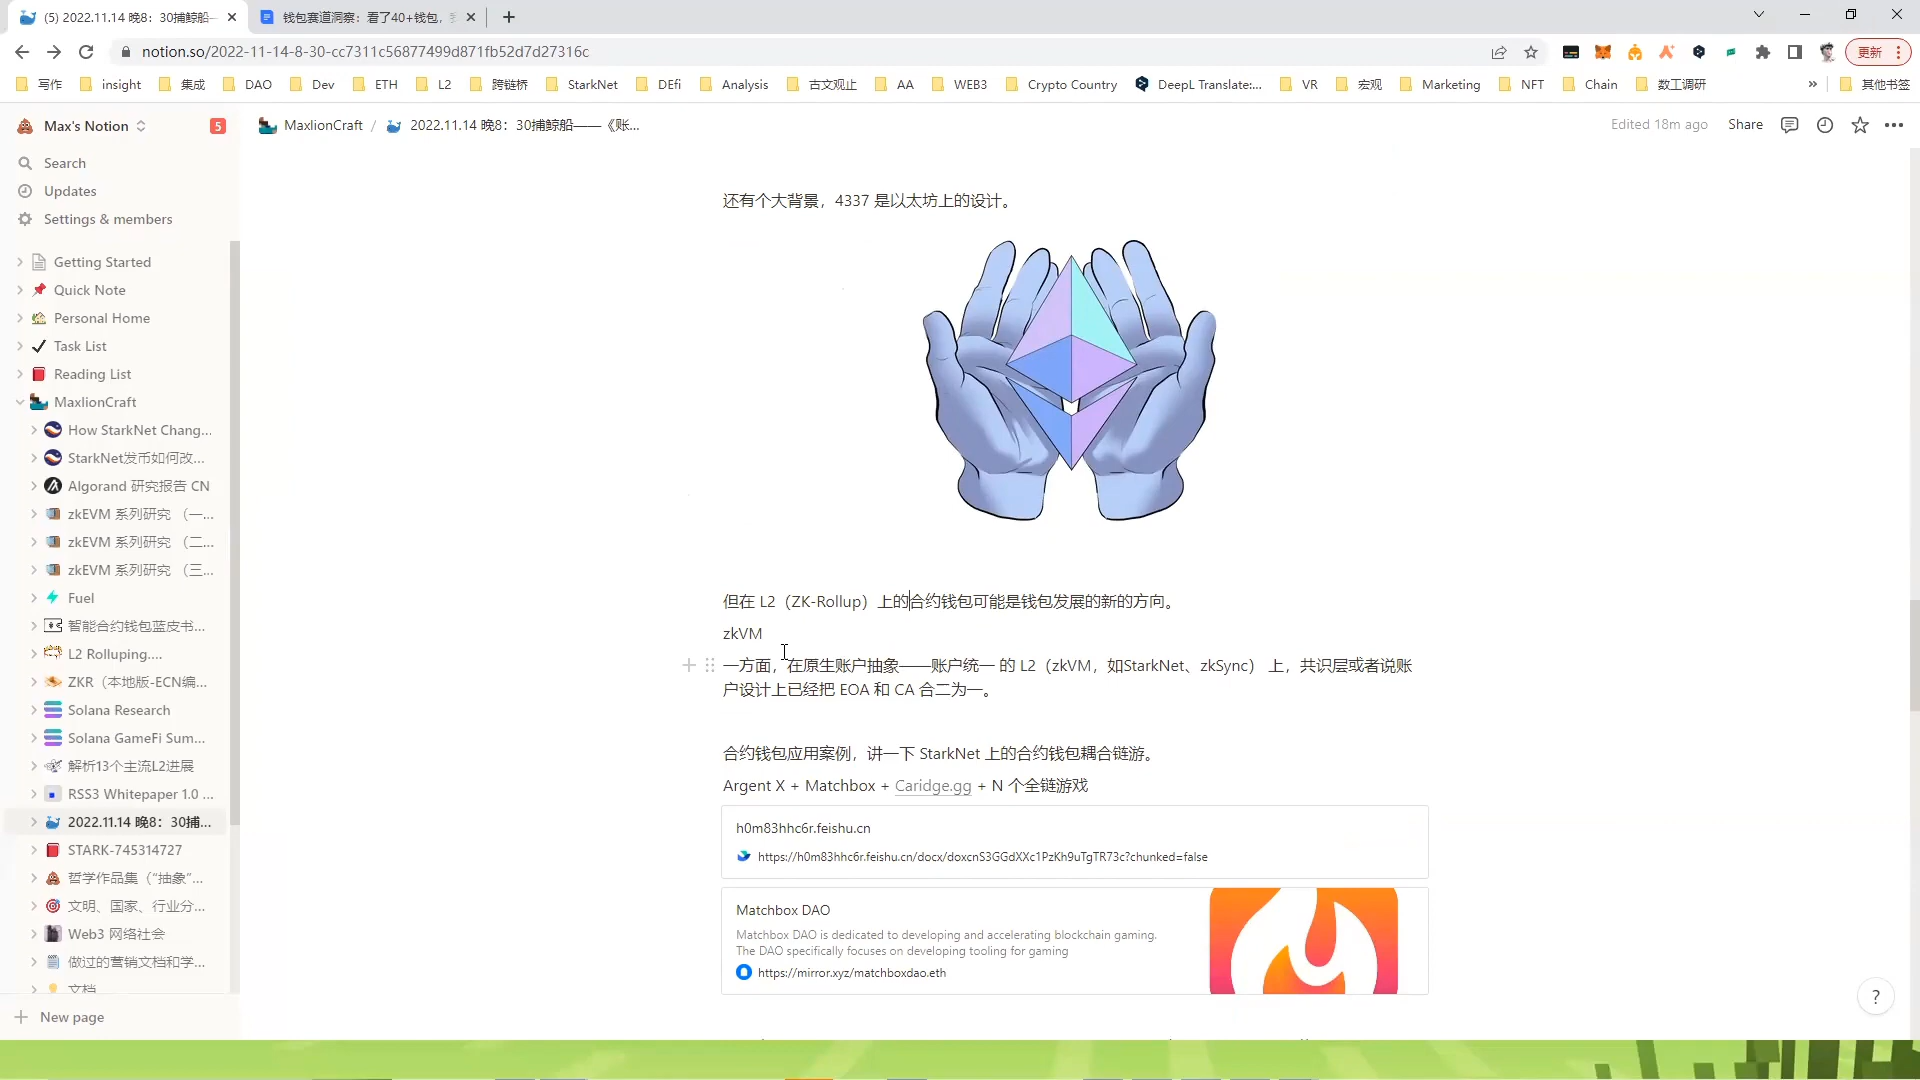 (5) 2022.11.14 晚8：30捕鲸船—
钱包赛道洞察：看了40+钱包，
notion.so/2022-11-14-8-30-cc7311c56877499d871fb52d7d27316c
更新
写作 insight 集成 DAO Dev ETH L2 跨链桥 StarkNet DEfi Analysis 古文观止 AA WEB3 Crypto Country DeepL Translate:... VR 宏观 Marketing NFT Chain 数工调研 » 其他书签
Max's Notion 5
MaxlionCraft / 2022.11.14 晚8：30捕鲸船——《账...
Edited 18m ago Share
Search
Updates
Settings & members
Getting Started
Quick Note
Personal Home
Task List
Reading List
MaxlionCraft
How StarkNet Chang...
StarkNet发币如何改...
Algorand 研究报告 CN
zkEVM 系列研究 （一...
zkEVM 系列研究 （二...
zkEVM 系列研究 （三...
Fuel
智能合约钱包蓝皮书...
L2 Rolluping....
ZKR（本地版-ECN编...
Solana Research
Solana GameFi Sum...
解析13个主流L2进展
RSS3 Whitepaper 1.0 ...
2022.11.14 晚8：30捕...
STARK-745314727
哲学作品集（“抽象”...
文明、国家、行业分...
Web3 网络社会
做过的营销文档和学...
文档
New page
还有个大背景，4337 是以太坊上的设计。
但在 L2（ZK-Rollup）上的合约钱包可能是钱包发展的新的方向。
zkVM
一方面，在原生账户抽象——账户统一 的 L2（zkVM，如StarkNet、zkSync） 上，共识层或者说账
户设计上已经把 EOA 和 CA 合二为一。
合约钱包应用案例，讲一下 StarkNet 上的合约钱包耦合链游。
Argent X + Matchbox + Caridge.gg + N 个全链游戏
h0m83hhc6r.feishu.cn
https://h0m83hhc6r.feishu.cn/docx/doxcnS3GGdXXc1PzKh9uTgTR73c?chunked=false
Matchbox DAO
Matchbox DAO is dedicated to developing and accelerating blockchain gaming.
The DAO specifically focuses on developing tooling for gaming
https://mirror.xyz/matchboxdao.eth
?